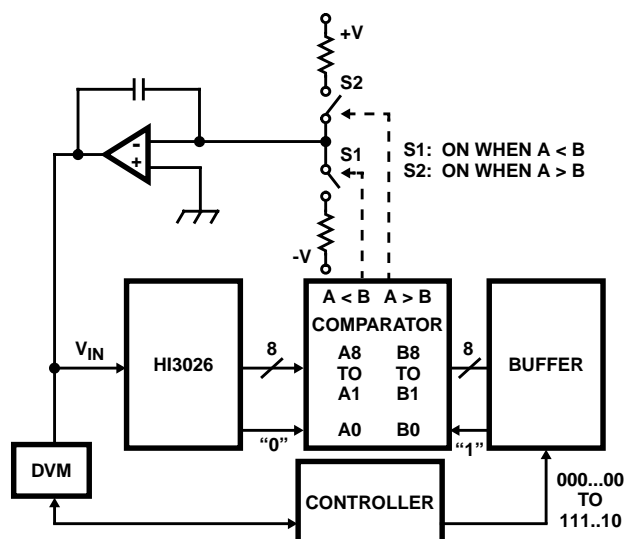 +V
S2
-
+
S1
S1: ON WHEN A < B
S2: ON WHEN A > B
-V
A < B A > B
COMPARATOR
VIN
HI3026
8
A8
TO
A1
B8
TO
B1
8
BUFFER
"0"
A0
B0
"1"
DVM
CONTROLLER
000...00
TO
111..10